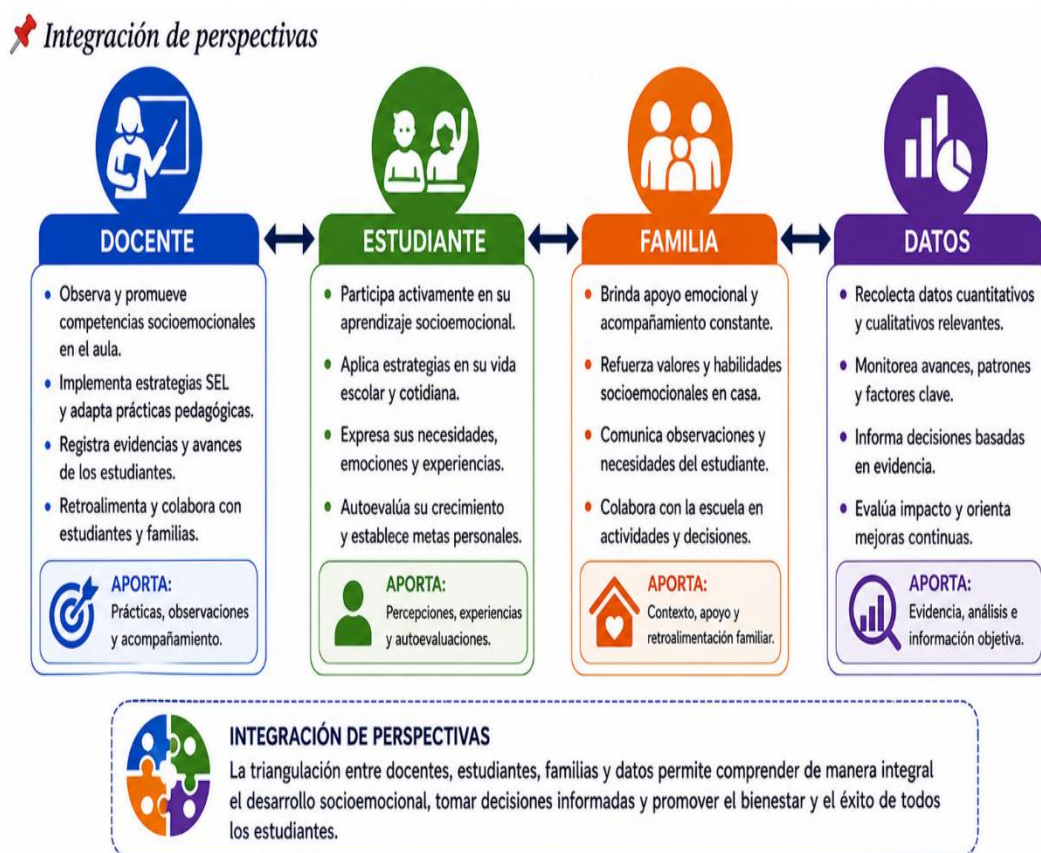 Integración de perspectivas
DOCENTE
• Observa y promueve
competencias socioemocionales
en el aula.
• Implementa estrategias SEL
y adapta prácticas pedagógicas.
• Registra evidencias y avances
de los estudiantes.
• Retroalimenta y colabora con
estudiantes y familias.
APORTA:
Prácticas, observaciones
y acompañamiento.
ESTUDIANTE
• Participa activamente en su
aprendizaje socioemocional.
• Aplica estrategias en su vida
escolar y cotidiana.
• Expresa sus necesidades,
emociones y experiencias.
• Autoevalúa su crecimiento
y establece metas personales.
APORTA:
Percepciones, experiencias
y autoevaluaciones.
FAMILIA
• Brinda apoyo emocional y
acompañamiento constante.
• Refuerza valores y habilidades
socioemocionales en casa.
• Comunica observaciones y
necesidades del estudiante.
• Colabora con la escuela en
actividades y decisiones.
APORTA:
Contexto, apoyo y
retroalimentación familiar.
DATOS
• Recolecta datos cuantitativos
y cualitativos relevantes.
• Monitorea avances, patrones
y factores clave.
• Informa decisiones basadas
en evidencia.
• Evalúa impacto y orienta
mejoras continuas.
APORTA:
Evidencia, análisis e
información objetiva.
INTEGRACIÓN DE PERSPECTIVAS
La triangulación entre docentes, estudiantes, familias y datos permite comprender de manera integral
el desarrollo socioemocional, tomar decisiones informadas y promover el bienestar y el éxito de todos
los estudiantes.